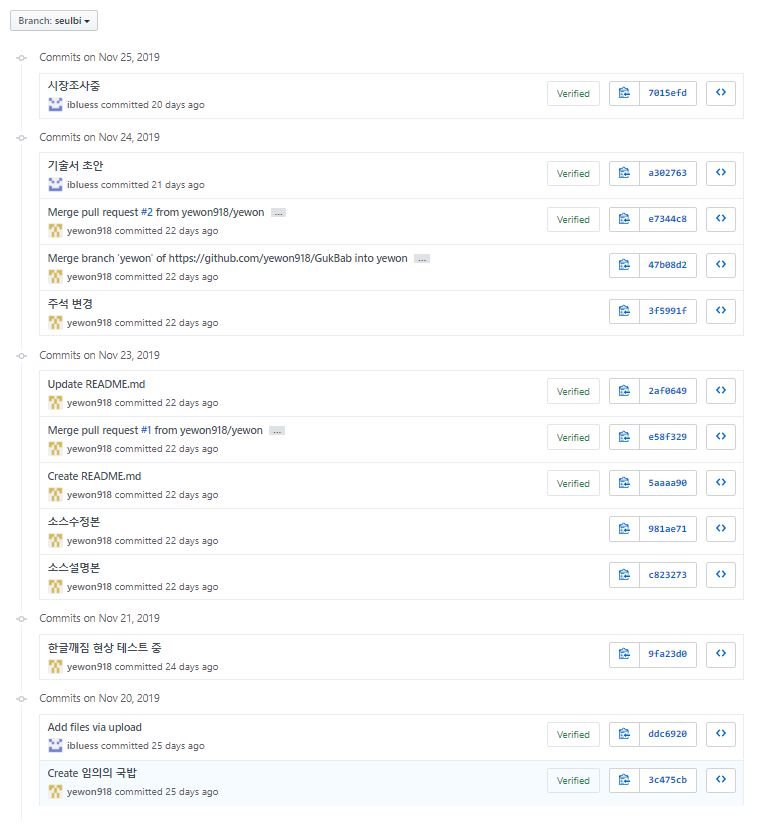 Branch: seulbi
Commits on Nov 25, 2019
시장조사중
ibluess committed 20 days ago
Verified
7015efd
Commits on Nov 24, 2019
기술서 초안
ibluess committed 21 days ago
Verified
a302763
Merge pull request #2 from yewon918/yewon ...
yewon918 committed 22 days ago
Verified
e7344c8
Merge branch 'yewon' of https://github.com/yewon918/GukBab into yewon ...
yewon918 committed 22 days ago
47b08d2
주석 변경
yewon918 committed 22 days ago
3f5991f
Commits on Nov 23, 2019
Update README.md
yewon918 committed 22 days ago
Verified
2af0649
Merge pull request #1 from yewon918/yewon ...
yewon918 committed 22 days ago
Verified
e58f329
Create README.md
yewon918 committed 22 days ago
Verified
5aaaa90
소스수정본
yewon918 committed 22 days ago
981ae71
소스설명본
yewon918 committed 22 days ago
c823273
Commits on Nov 21, 2019
한글깨짐 현상 테스트 중
yewon918 committed 24 days ago
9fa23d0
Commits on Nov 20, 2019
Add files via upload
ibluess committed 25 days ago
Verified
ddc6920
Create 임의의 국밥
yewon918 committed 25 days ago
Verified
3c475cb